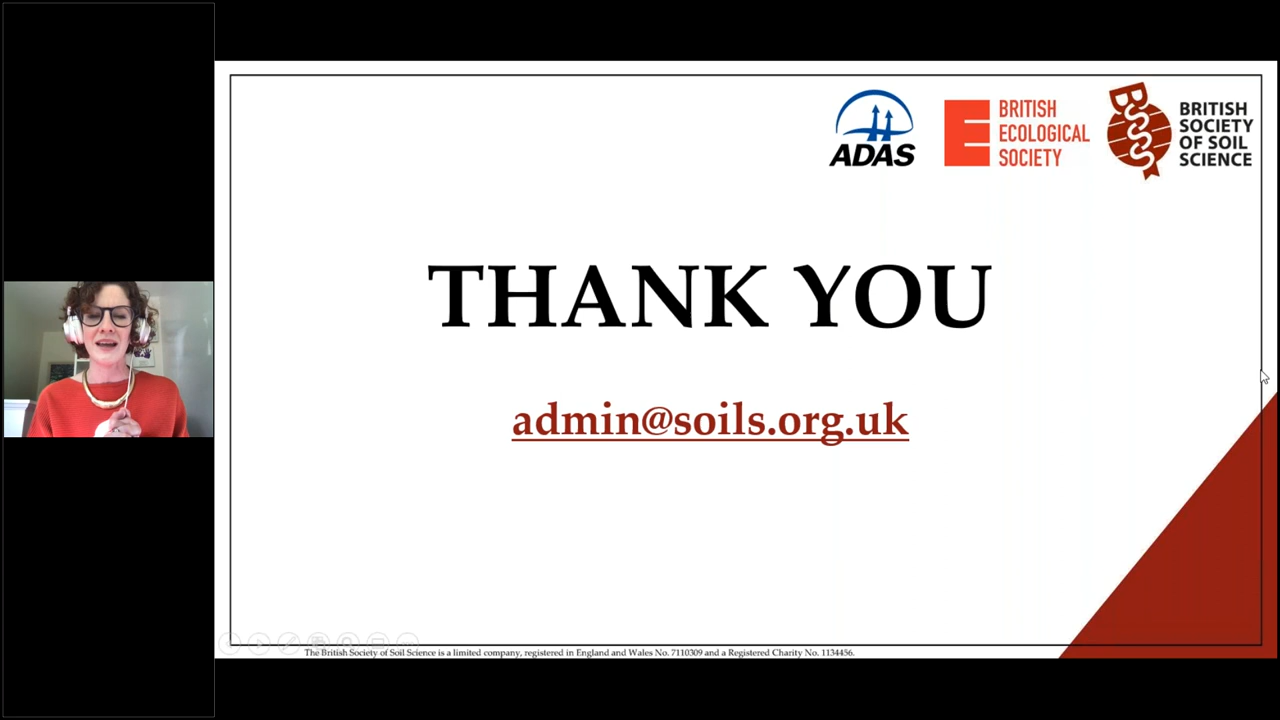 ADAS
BRITISH
ECOLOGICAL
SOCIETY
BSSS
BRITISH
SOCIETY
OF SOIL
SCIENCE
THANK YOU
admin@soils.org.uk
The British Society of Soil Science is a limited company, registered in England and Wales No. 7110309 and a Registered Charity No. 1134456.